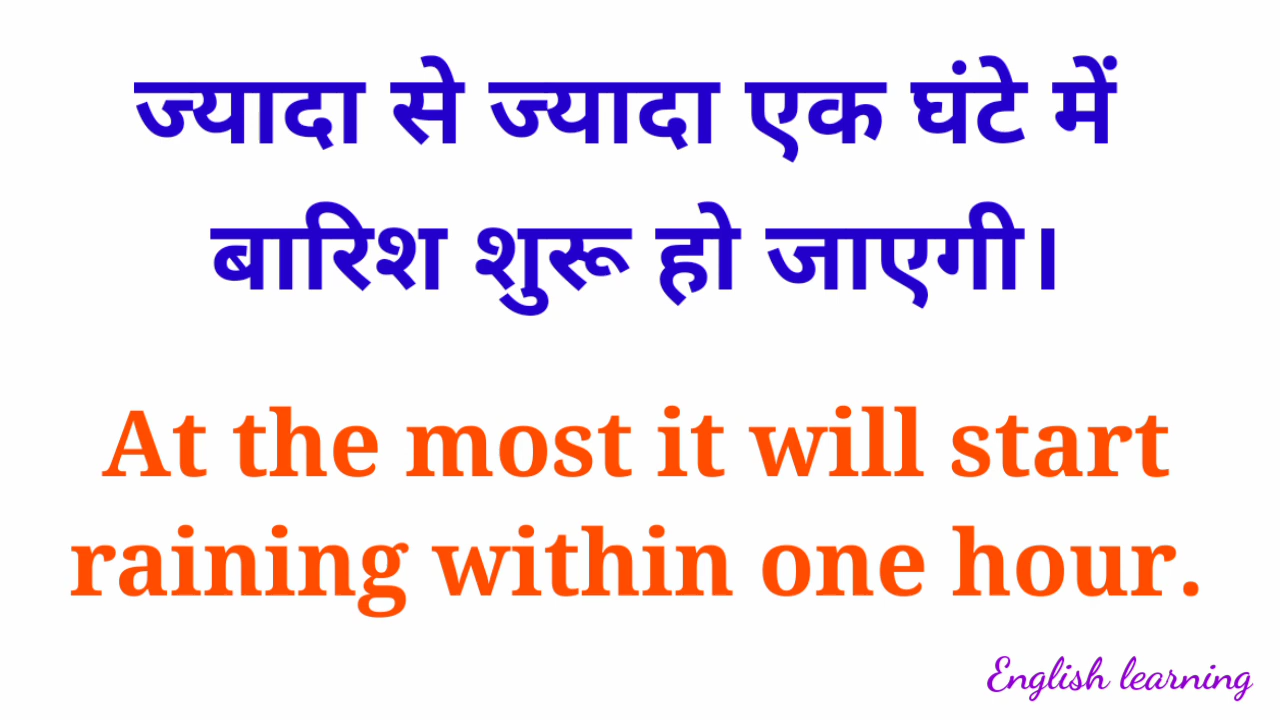 ज्यादा से ज्यादा एक घंटे में
बारिश शुरू हो जाएगी।
At the most it will start
raining within one hour.
English learning